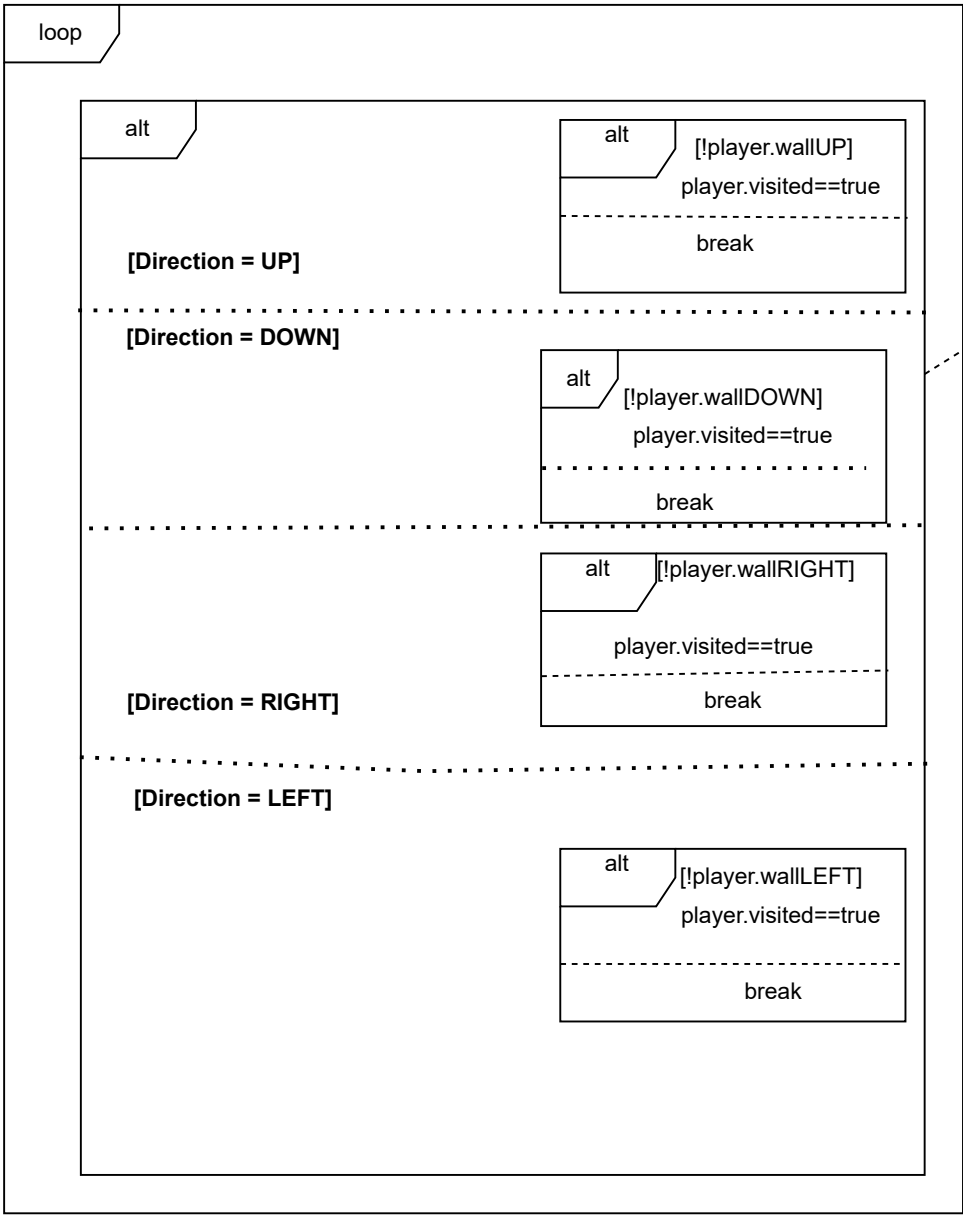 loop
alt
alt
[!player.wallUP]
player.visited==true
break
[Direction = UP]
[Direction = DOWN]
alt
[!player.wallDOWN]
player.visited==true
break
alt
[!player.wallRIGHT]
player.visited==true
break
[Direction = RIGHT]
[Direction = LEFT]
alt
[!player.wallLEFT]
player.visited==true
break